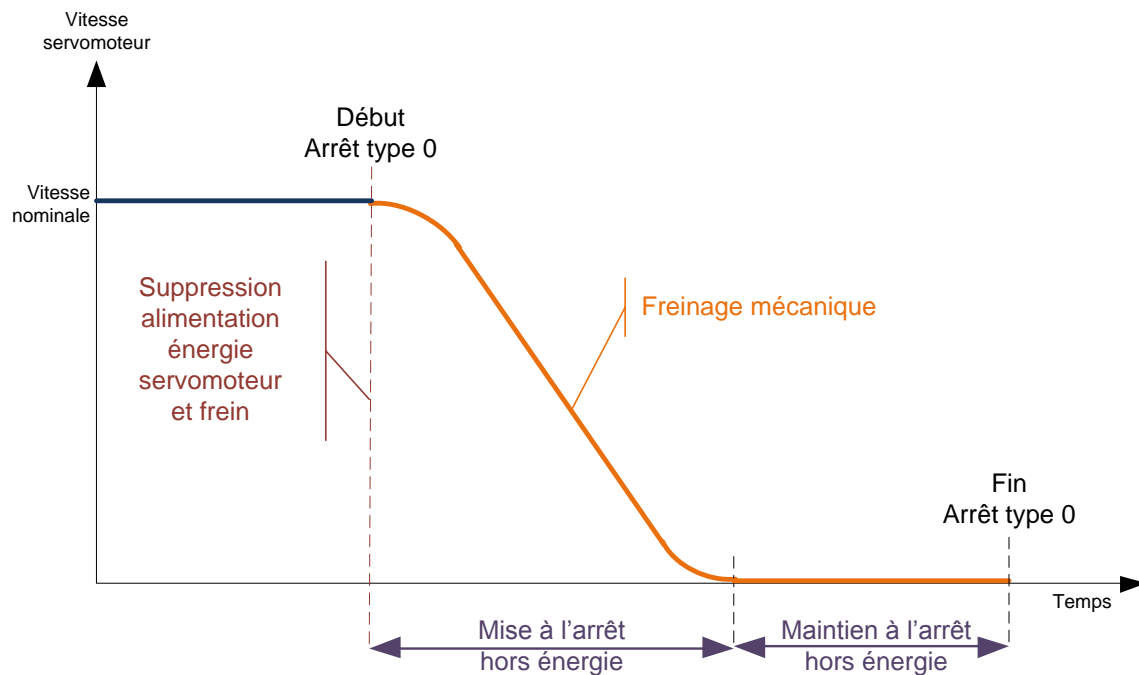 Vitesse
servomoteur
Début
Arrêt type 0
Vitesse
nominale
Suppression
alimentation
énergie
servomoteur
et frein
Freinage mécanique
Fin
Arrêt type 0
Temps
Mise à l'arrêt
hors énergie
Maintien à l'arrêt
hors énergie